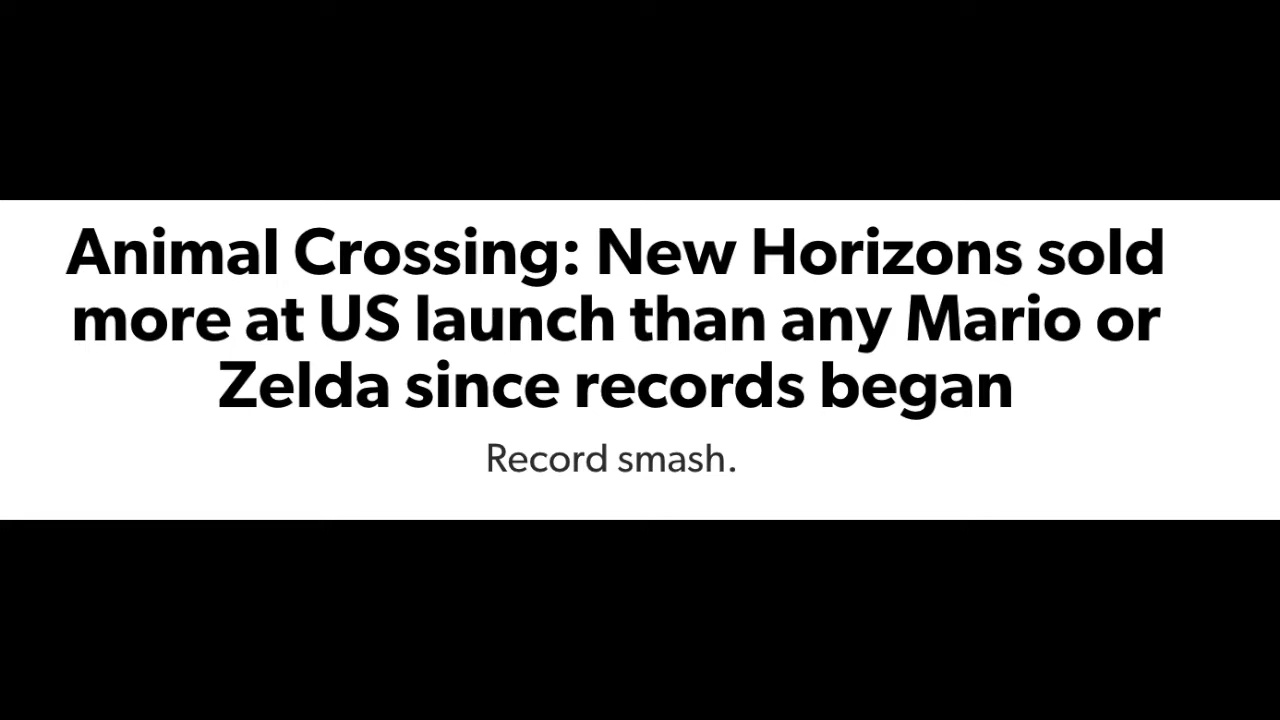 Animal Crossing: New Horizons sold
more at US launch than any Mario or
Zelda since records began
Record smash.